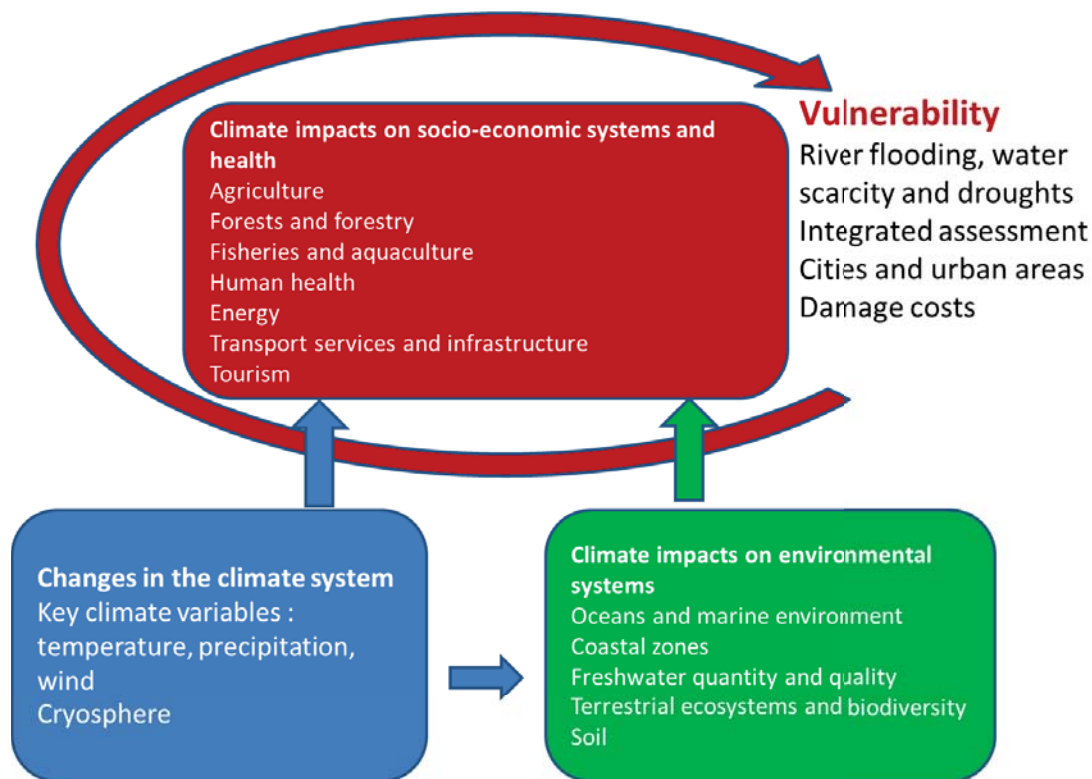 Climate impacts on socio-economic systems and
health
Agriculture
Forests and forestry
Fisheries and aquaculture
Human health
Energy
Transport services and infrastructure
Tourism
Vulnerability
River flooding, water
scarcity and droughts
Integrated assessment
Cities and urban areas
Damage costs
Changes in the climate system
Key climate variables :
temperature, precipitation,
wind
Cryosphere
Climate impacts on environmental
systems
Oceans and marine environment
Coastal zones
Freshwater quantity and quality
Terrestrial ecosystems and biodiversity
Soil